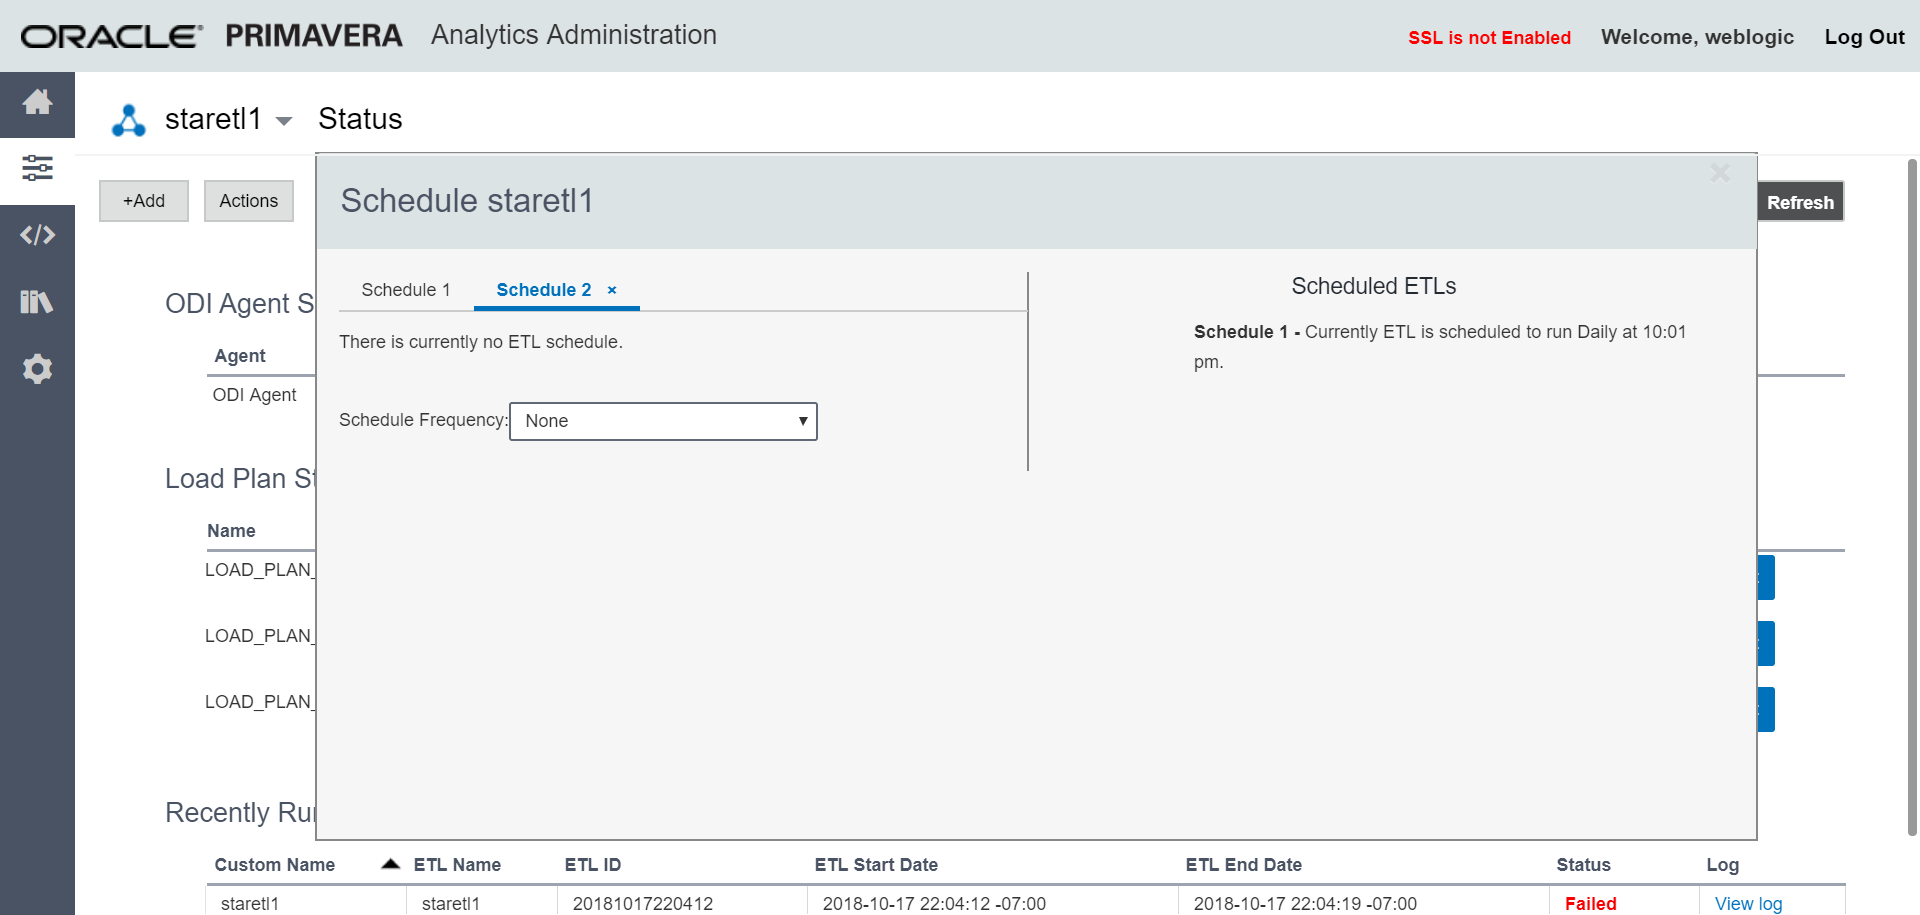 ORACLE PRIMAVERA Analytics Administration
SSL is not Enabled Welcome, weblogic Log Out
staretl1 Status
+Add Actions Refresh
Schedule staretl1
Schedule 1 Schedule 2 ×
There is currently no ETL schedule.
Schedule Frequency: None
Scheduled ETLs
Schedule 1 - Currently ETL is scheduled to run Daily at 10:01
pm.
ODI Agent S
Agent
ODI Agent
Load Plan St
Name
LOAD_PLAN_
LOAD_PLAN_
LOAD_PLAN_
Recently Ru
Custom Name ETL Name ETL ID ETL Start Date ETL End Date Status Log
staretl1 staretl1 20181017220412 2018-10-17 22:04:12 -07:00 2018-10-17 22:04:19 -07:00 Failed View log